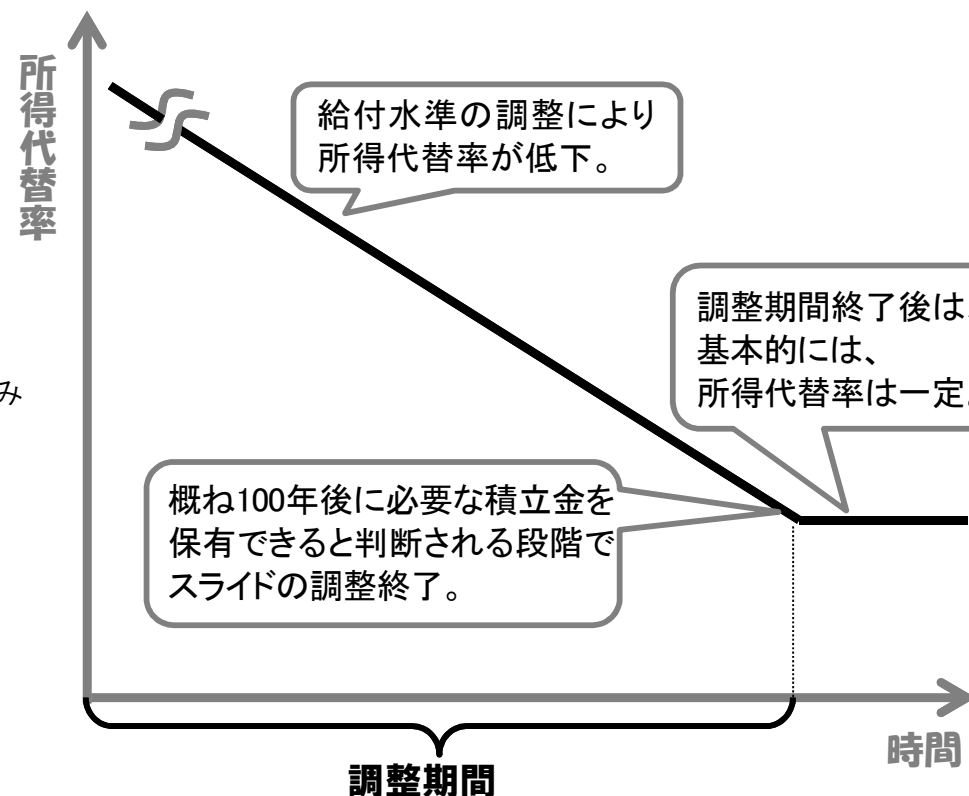 所得代替率
給付水準の調整により
所得代替率が低下。
調整期間終了後は、
基本的には、
所得代替率は一定。
み
概ね100年後に必要な積立金を
保有できると判断される段階で
スライドの調整終了。
時間
調整期間